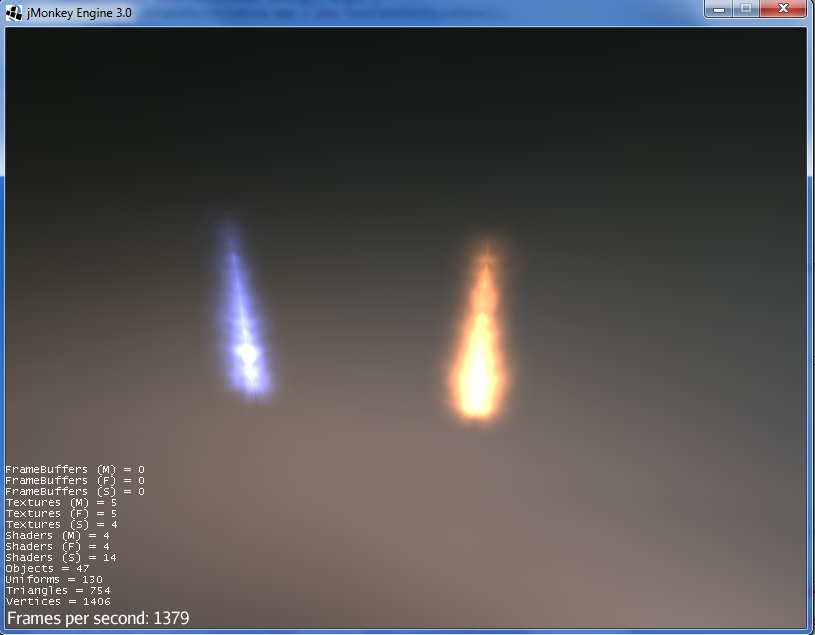 jMonkey Engine 3.0
FrameBuffers (M) = 0
FrameBuffers (F) = 0
FrameBuffers (S) = 0
Textures (M) = 5
Textures (F) = 5
Textures (S) = 4
Shaders (M) = 4
Shaders (F) = 4
Shaders (S) = 14
Objects = 47
Uniforms = 130
Triangles = 754
Vertices = 1406
Frames per second: 1379